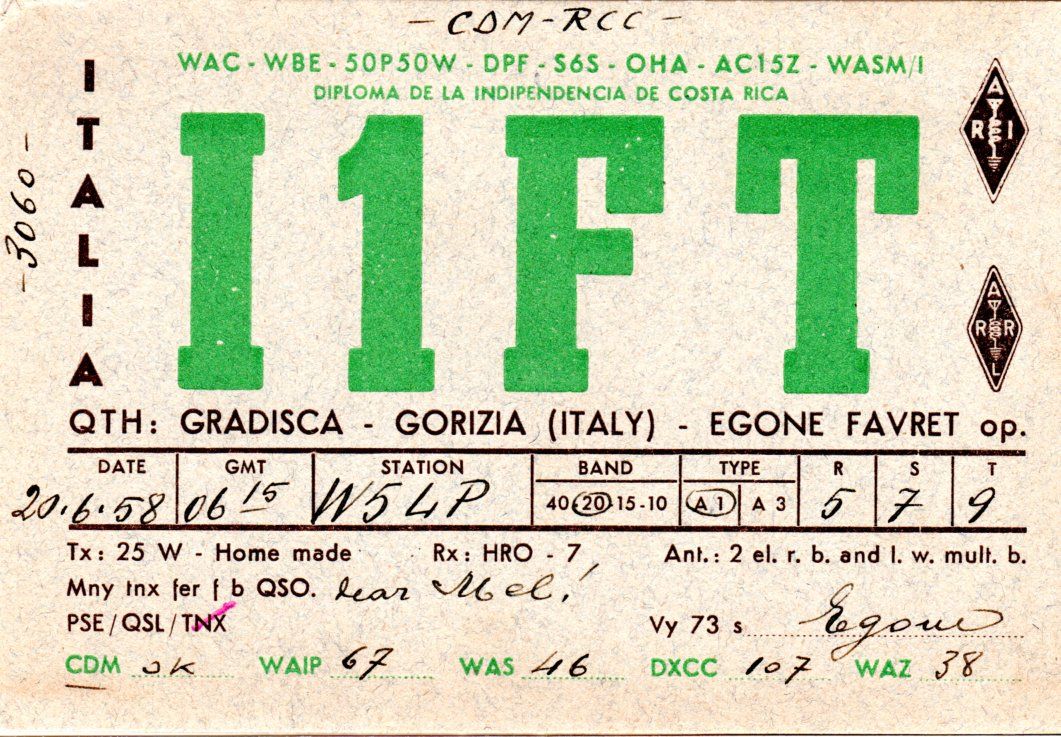 - CDM - RCC -
WAC - WBE - 50P50W - DPF - S6S - OHA - AC15Z - WASM/I
DIPLOMA DE LA INDIPENDENCIA DE COSTA RICA
ITALIA
- 3060 -
I1FT
A R I
A R R L
QTH: GRADISCA - GORIZIA (ITALY) - EGONE FAVRET op.
DATE GMT STATION BAND TYPE R S T
20.6.58 06 15 W5LP 40-20-15-10 A 1 A 3 5 7 9
Tx: 25 W - Home made Rx: HRO - 7 Ant.: 2 el. r. b. and l. w. mult. b.
Mny tnx fer f b QSO. dear Mel!
PSE/QSL/TNX Vy 73 s Egone
CDM ok WAIP 67 WAS 46 DXCC 107 WAZ 38